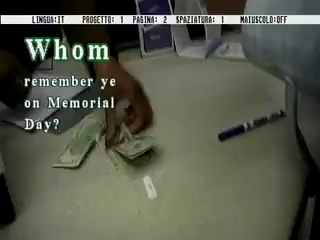 LINGUA:IT PROGETTO: 1 PAGINA: 2 SPAZIATURA: 1 MAIUSCOLO:OFF
Whom
remember ye
on Memorial
Day?